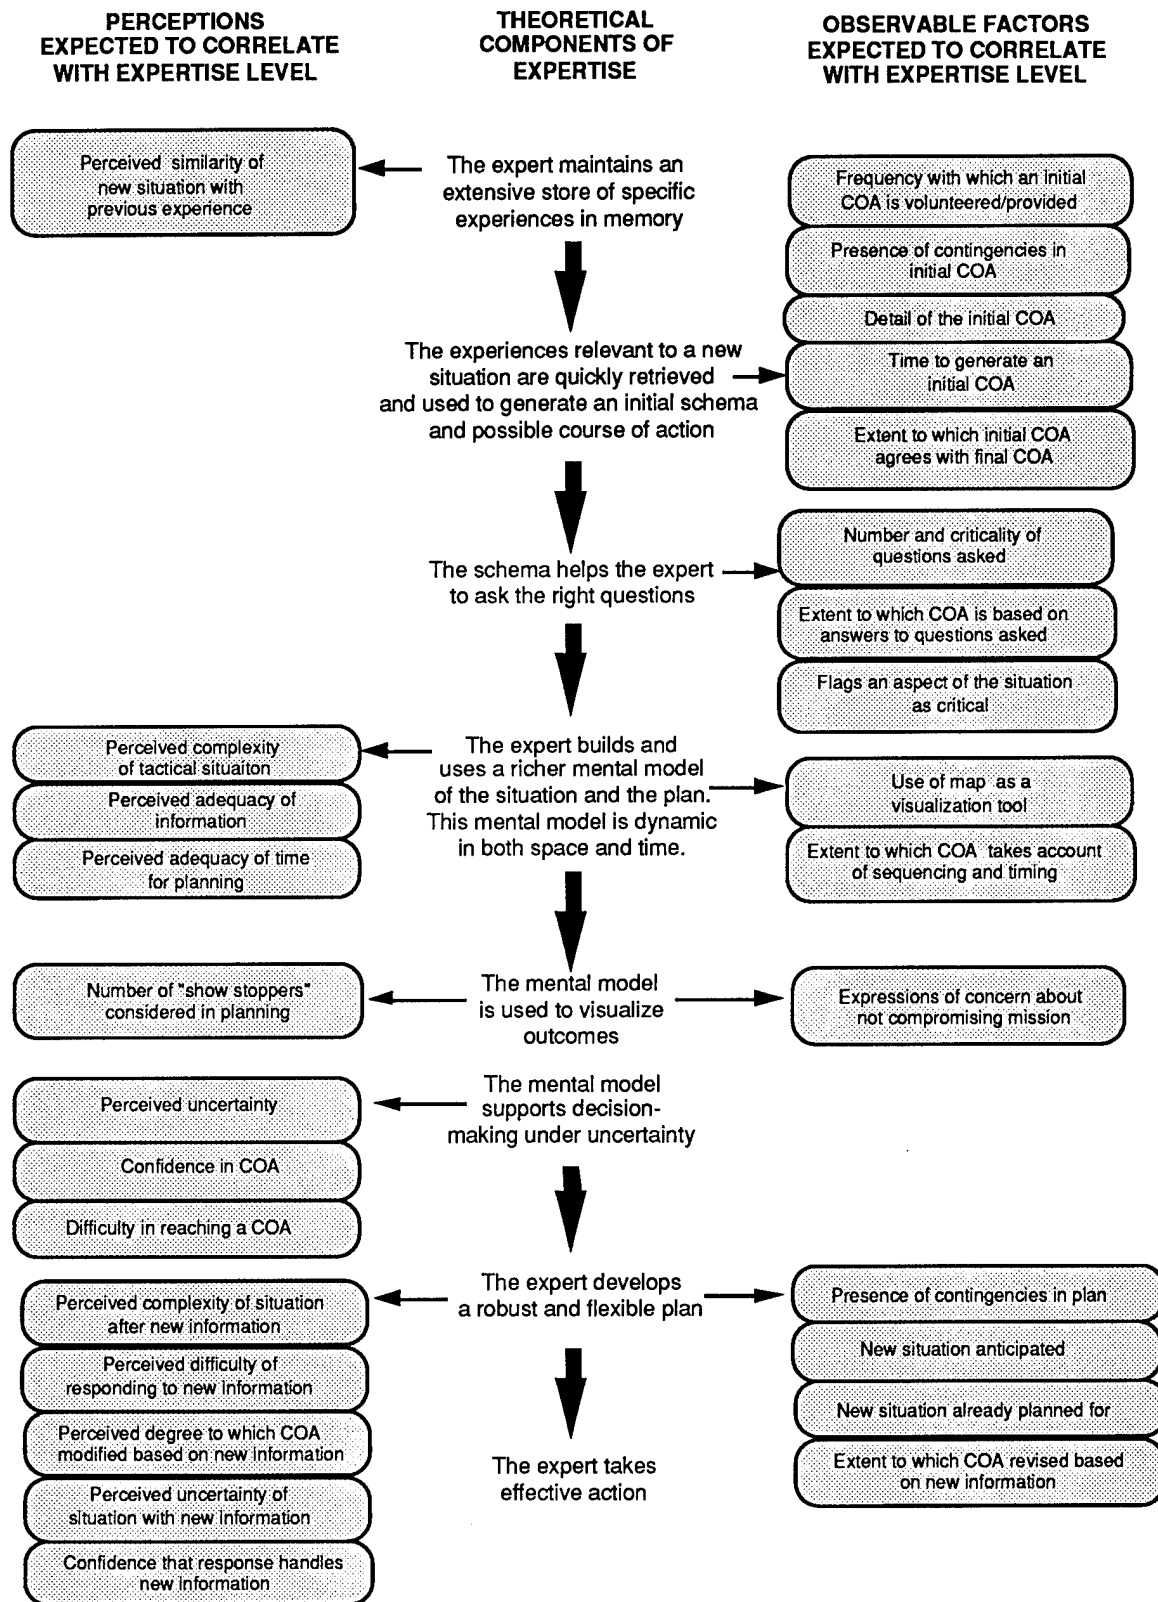 PERCEPTIONS
EXPECTED TO CORRELATE
WITH EXPERTISE LEVEL
THEORETICAL
COMPONENTS OF
EXPERTISE
OBSERVABLE FACTORS
EXPECTED TO CORRELATE
WITH EXPERTISE LEVEL
Perceived similarity of
new situation with
previous experience
The expert maintains an
extensive store of specific
experiences in memory
Frequency with which an initial
COA is volunteered/provided
Presence of contingencies in
initial COA
Detail of the initial COA
The experiences relevant to a new
situation are quickly retrieved
and used to generate an initial schema
and possible course of action
Time to generate an
initial COA
Extent to which initial COA
agrees with final COA
The schema helps the expert
to ask the right questions
Number and criticality of
questions asked
Extent to which COA is based on
answers to questions asked
Flags an aspect of the situation
as critical
Perceived complexity
of tactical situaiton
Perceived adequacy of
information
Perceived adequacy of time
for planning
The expert builds and
uses a richer mental model
of the situation and the plan.
This mental model is dynamic
in both space and time.
Use of map as a
visualization tool
Extent to which COA takes account
of sequencing and timing
Number of "show stoppers"
considered in planning
The mental model
is used to visualize
outcomes
Expressions of concern about
not compromising mission
Perceived uncertainty
Confidence in COA
Difficulty in reaching a COA
The mental model
supports decision-
making under uncertainty
Perceived complexity of situation
after new information
Perceived difficulty of
responding to new information
Perceived degree to which COA
modified based on new information
Perceived uncertainty of
situation with new information
Confidence that response handles
new information
The expert develops
a robust and flexible plan
Presence of contingencies in plan
New situation anticipated
New situation already planned for
Extent to which COA revised based
on new information
The expert takes
effective action